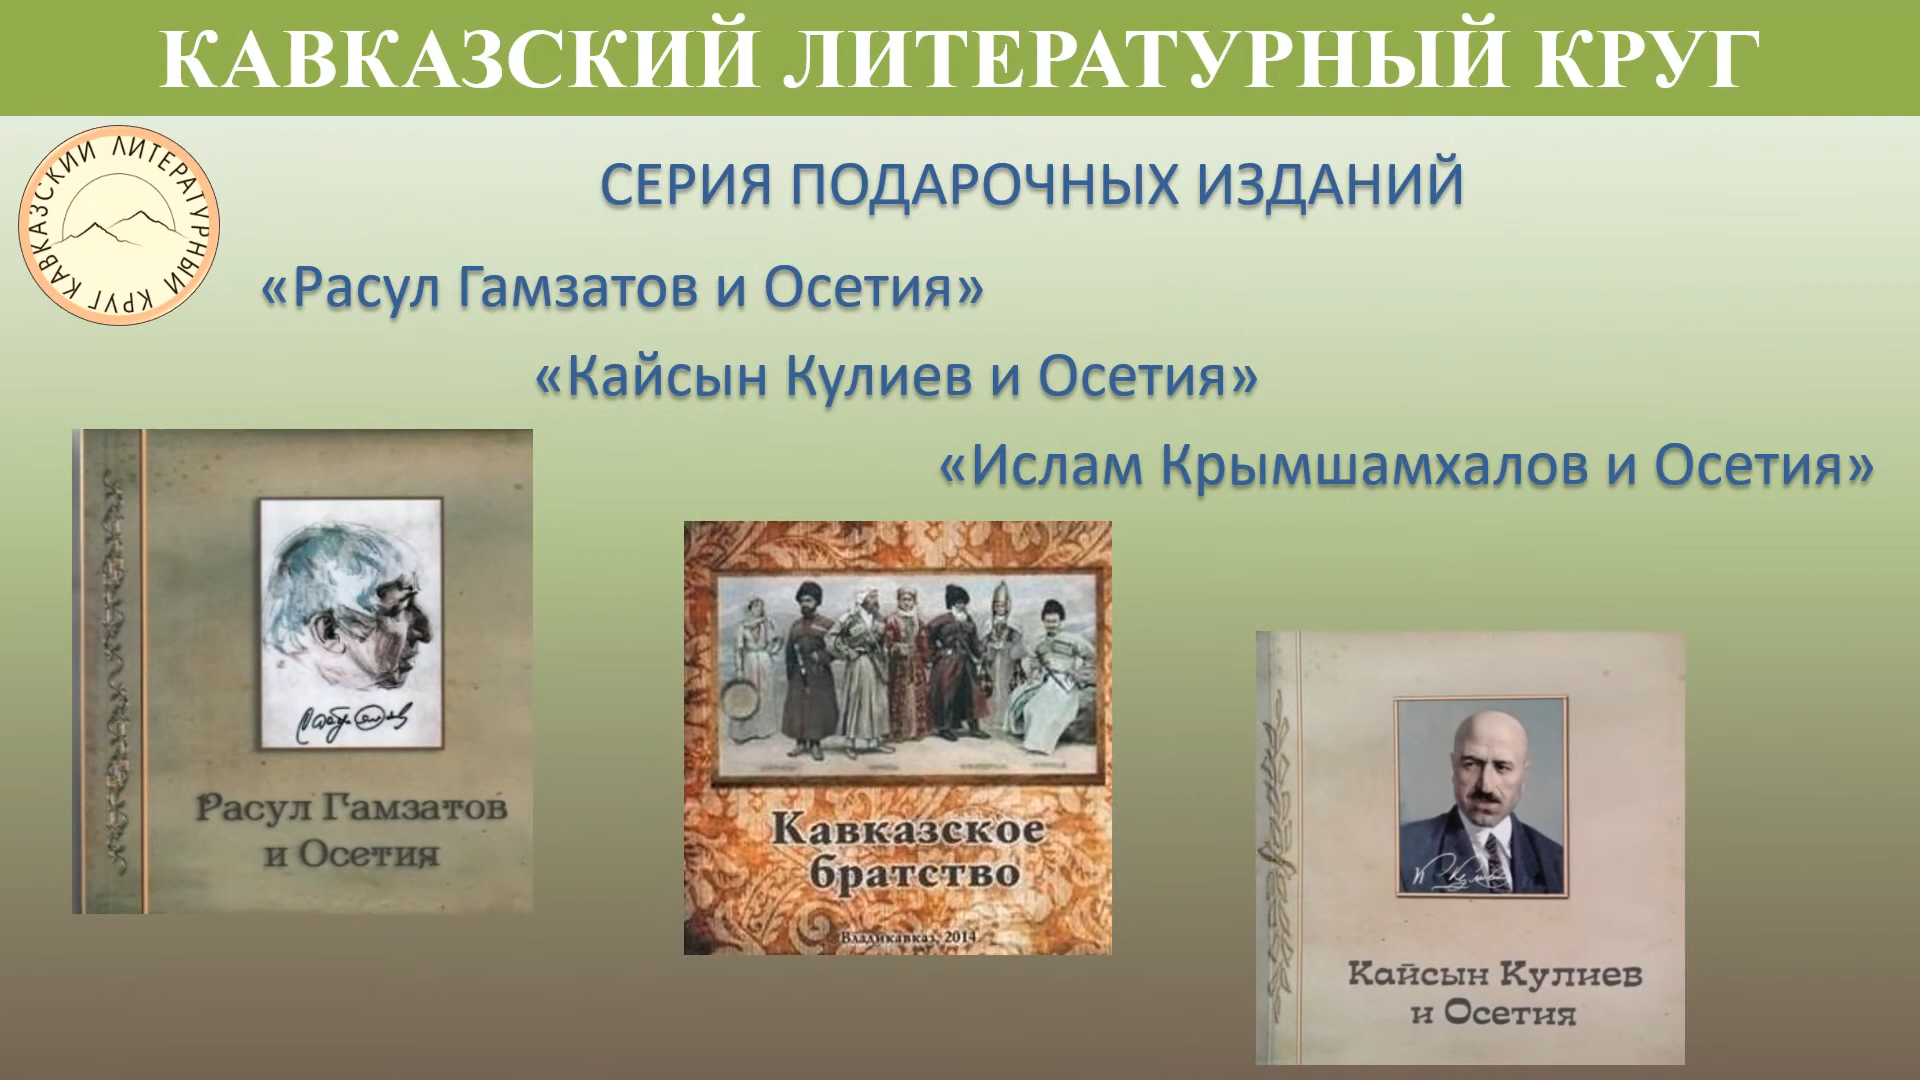 КАВКАЗСКИЙ ЛИТЕРАТУРНЫЙ КРУГ
КАВКАЗСКИЙ ЛИТЕРАТУРНЫЙ КРУГ
СЕРИЯ ПОДАРОЧНЫХ ИЗДАНИЙ
«Расул Гамзатов и Осетия»
«Кайсын Кулиев и Осетия»
«Ислам Крымшамхалов и Осетия»
Расул Гамзатов
и Осетия
Кавказское
братство
Владикавказ, 2014
Кайсын Кулиев
и Осетия